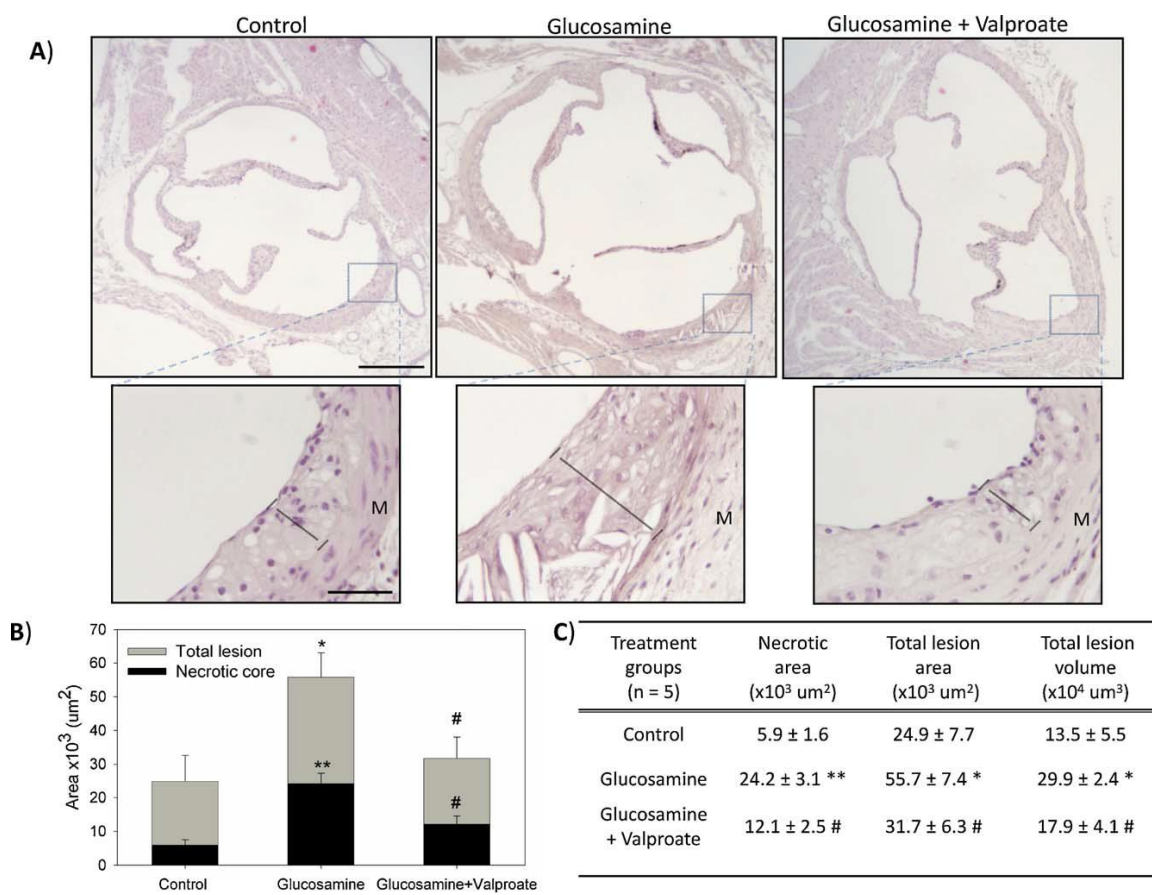 Control
Glucosamine
Glucosamine + Valproate
A)
M
M
M
B)
70
60
50
40
30
20
10
0
Area x10³ (um²)
Total lesion
Necrotic core
*
**
#
#
Control
Glucosamine
Glucosamine+Valproate
C)
Treatment groups (n = 5)
Necrotic area (x10³ um²)
Total lesion area (x10³ um²)
Total lesion volume (x10⁴ um³)
Control 5.9 ± 1.6 24.9 ± 7.7 13.5 ± 5.5
Glucosamine 24.2 ± 3.1 ** 55.7 ± 7.4 * 29.9 ± 2.4 *
Glucosamine + Valproate 12.1 ± 2.5 # 31.7 ± 6.3 # 17.9 ± 4.1 #